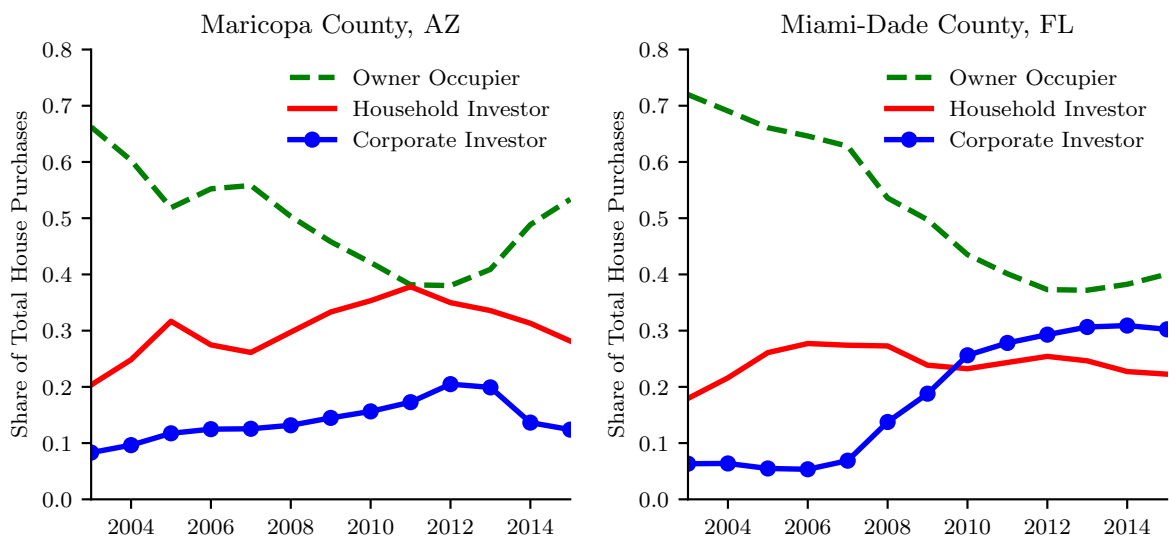 Maricopa County, AZ
Share of Total House Purchases
0.8
0.7
0.6
0.5
0.4
0.3
0.2
0.1
0.0
Owner Occupier
Household Investor
Corporate Investor
2004 2006 2008 2010 2012 2014
Miami-Dade County, FL
Share of Total House Purchases
0.8
0.7
0.6
0.5
0.4
0.3
0.2
0.1
0.0
Owner Occupier
Household Investor
Corporate Investor
2004 2006 2008 2010 2012 2014